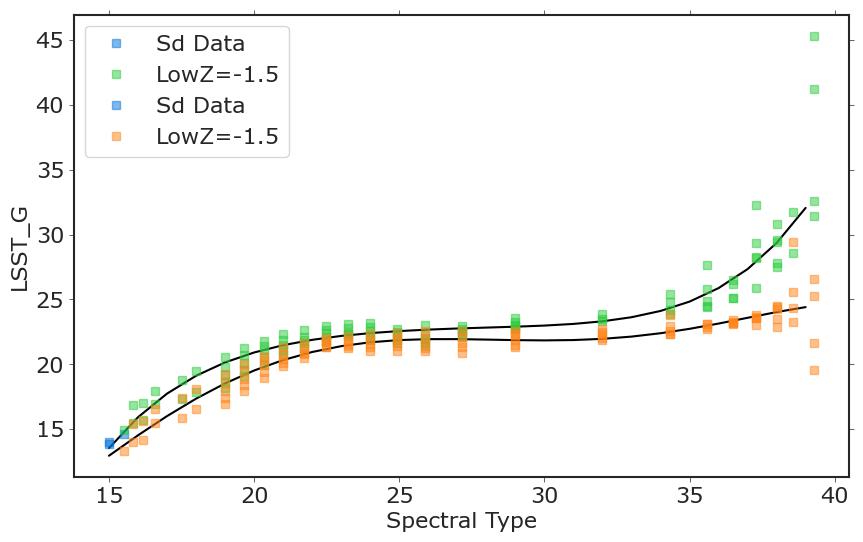 45
40
35
30
25
20
15
LSST_G
Sd Data
LowZ=-1.5
Sd Data
LowZ=-1.5
15 20 25 30 35 40
Spectral Type